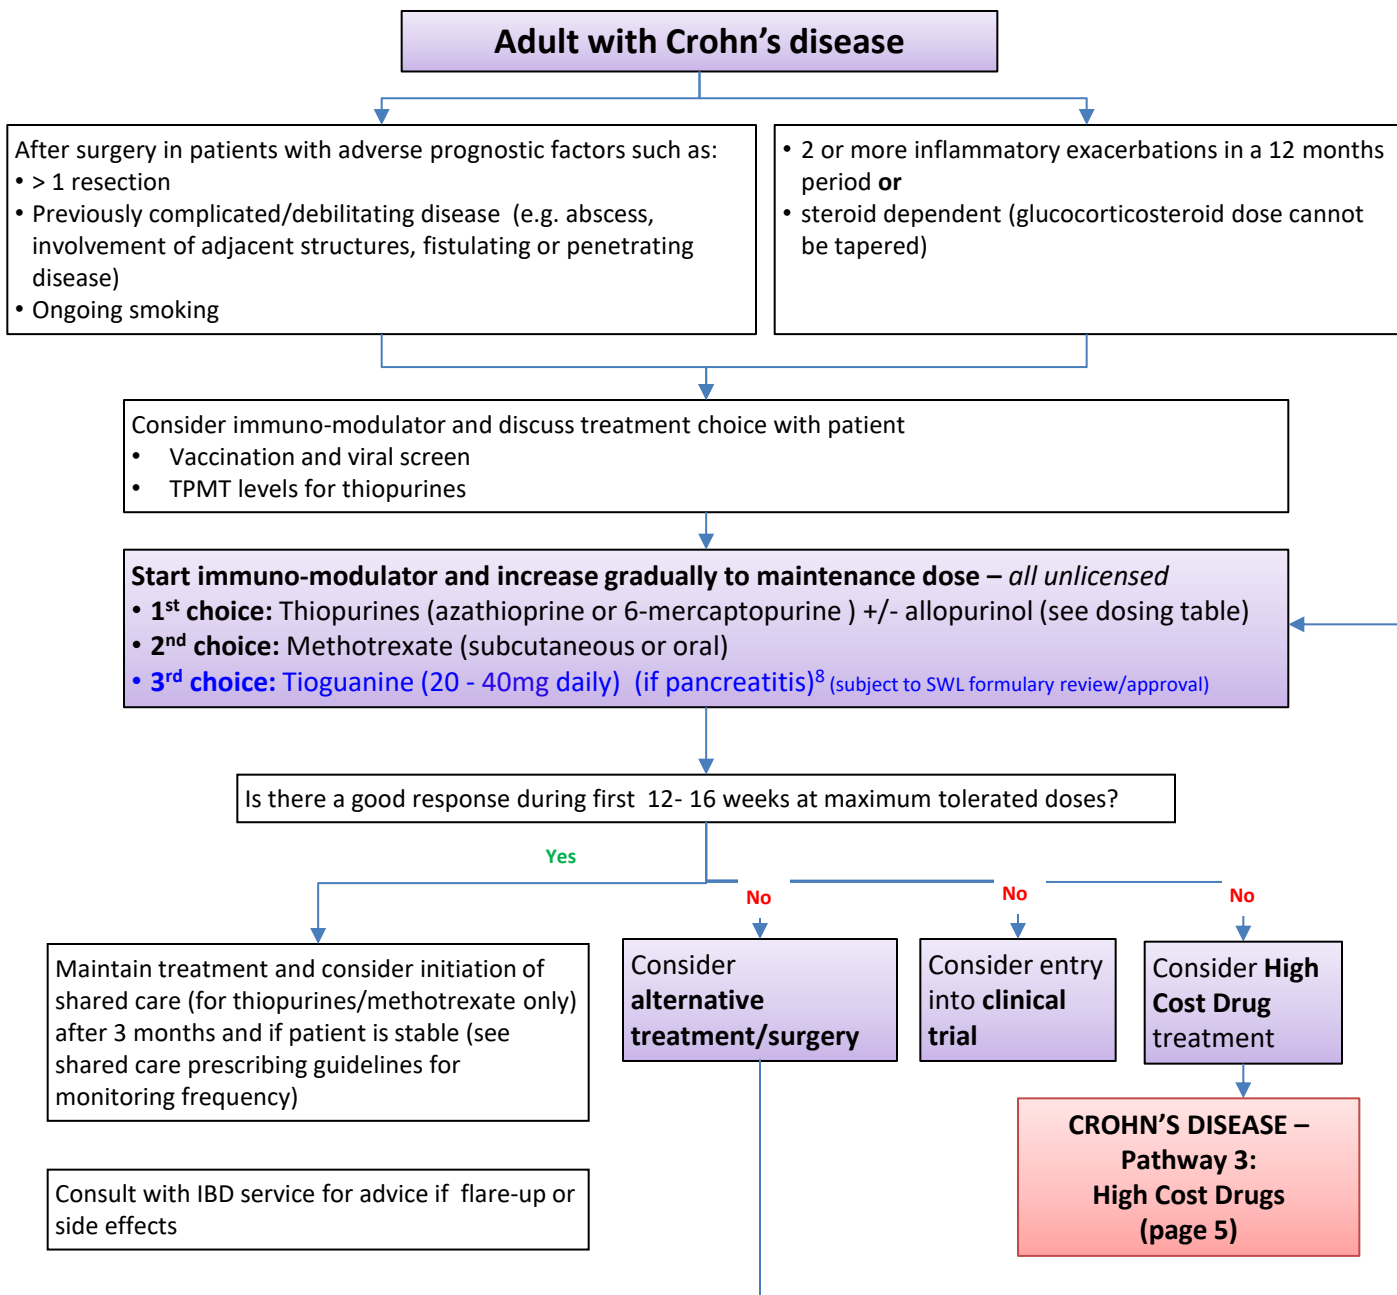 Adult with Crohn’s disease
After surgery in patients with adverse prognostic factors such as:
• > 1 resection
• Previously complicated/debilitating disease (e.g. abscess,
involvement of adjacent structures, fistulating or penetrating
disease)
• Ongoing smoking
• 2 or more inflammatory exacerbations in a 12 months
period or
• steroid dependent (glucocorticosteroid dose cannot
be tapered)
Consider immuno-modulator and discuss treatment choice with patient
• Vaccination and viral screen
• TPMT levels for thiopurines
Start immuno-modulator and increase gradually to maintenance dose – all unlicensed
• 1st choice: Thiopurines (azathioprine or 6-mercaptopurine ) +/- allopurinol (see dosing table)
• 2nd choice: Methotrexate (subcutaneous or oral)
• 3rd choice: Tioguanine (20 - 40mg daily) (if pancreatitis)8 (subject to SWL formulary review/approval)
Is there a good response during first 12- 16 weeks at maximum tolerated doses?
Yes
No
No
No
Maintain treatment and consider initiation of
shared care (for thiopurines/methotrexate only)
after 3 months and if patient is stable (see
shared care prescribing guidelines for
monitoring frequency)
Consider
alternative
treatment/surgery
Consider entry
into clinical
trial
Consider High
Cost Drug
treatment
CROHN’S DISEASE –
Pathway 3:
High Cost Drugs
(page 5)
Consult with IBD service for advice if flare-up or
side effects